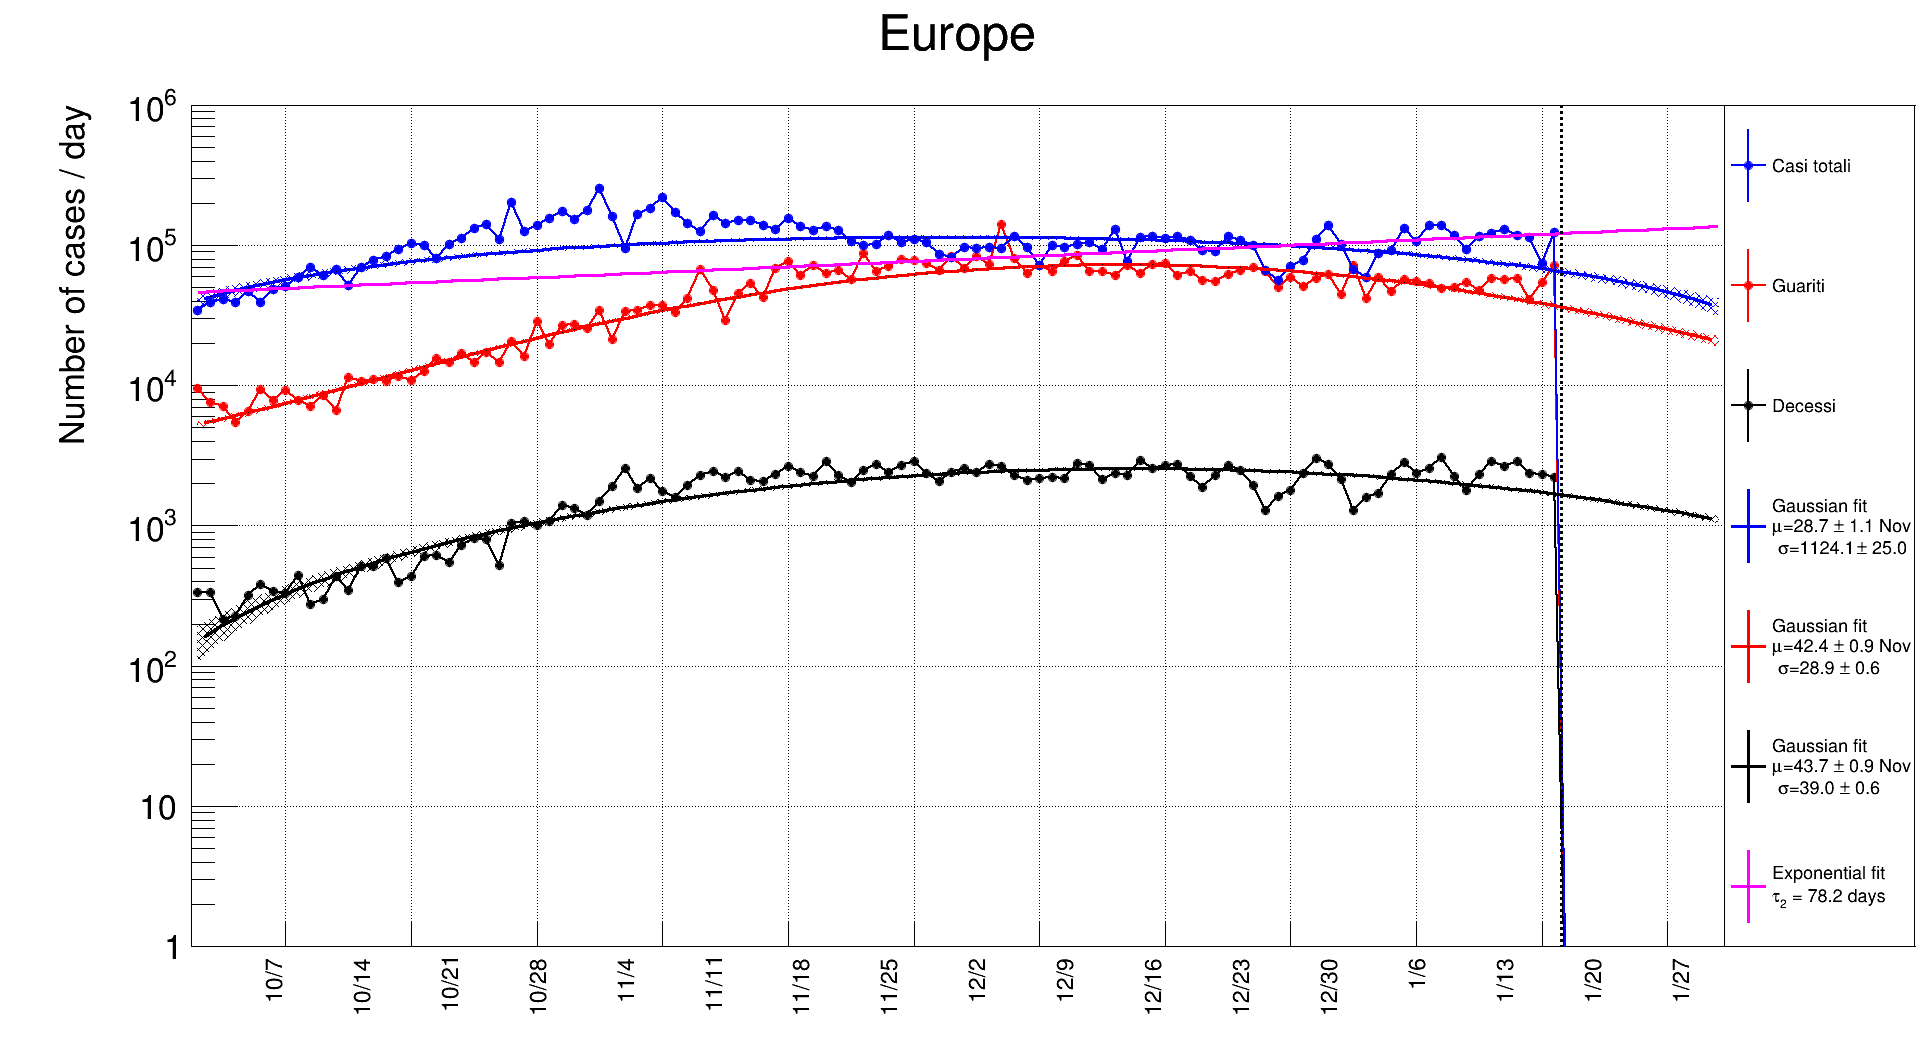 Europe
Number of cases / day
10^6
10^5
10^4
10^3
10^2
10
1
10/7
10/14
10/21
10/28
11/4
11/11
11/18
11/25
12/2
12/9
12/16
12/23
12/30
1/6
1/13
1/20
1/27
Casi totali
Guariti
Decessi
Gaussian fit
μ=28.7 ± 1.1 Nov
σ=1124.1 ± 25.0
Gaussian fit
μ=42.4 ± 0.9 Nov
σ=28.9 ± 0.6
Gaussian fit
μ=43.7 ± 0.9 Nov
σ=39.0 ± 0.6
Exponential fit
τ₂ = 78.2 days